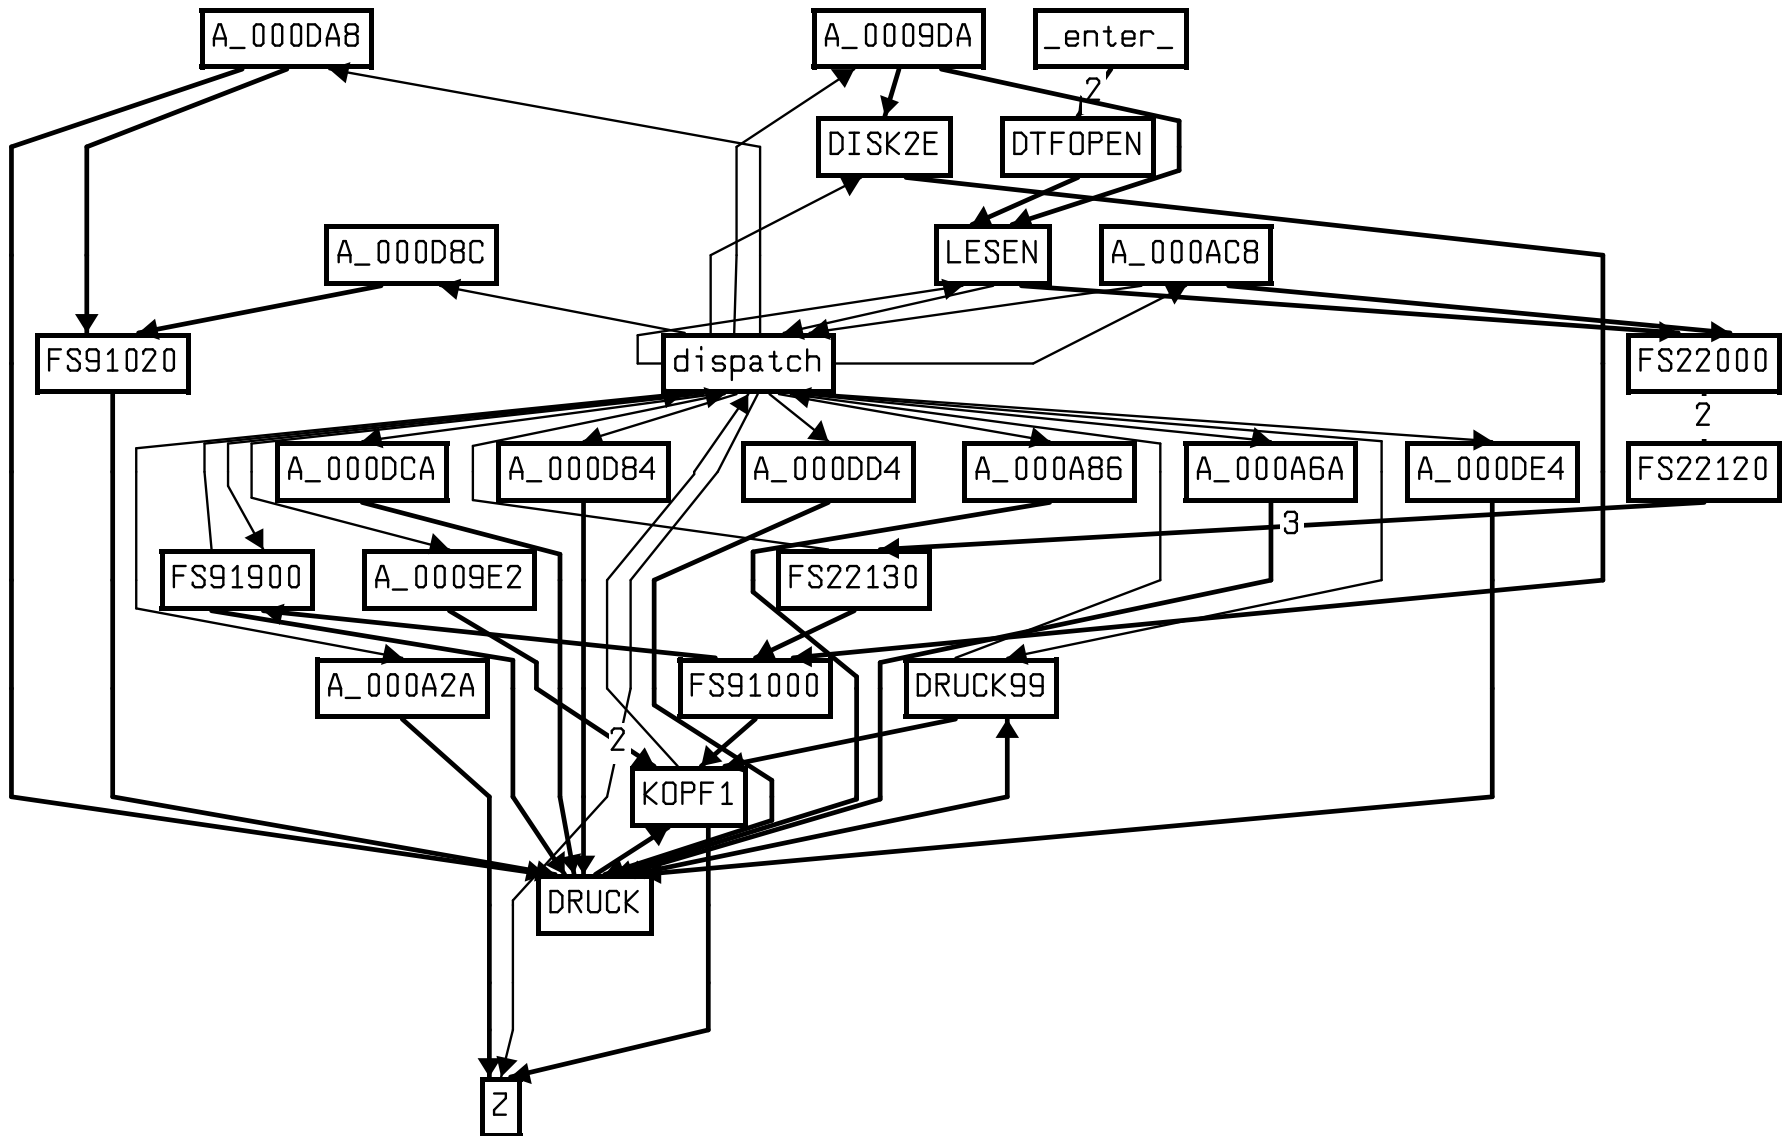 A_000DA8
A_0009DA
_enter_
2
DISK2E
DTFOPEN
A_000D8C
LESEN
A_000AC8
FS91020
dispatch
FS22000
2
A_000DCA
A_000D84
A_000DD4
A_000A86
A_000A6A
A_000DE4
FS22120
3
FS91900
A_0009E2
FS22130
A_000A2A
FS91000
DRUCK99
2
KOPF1
DRUCK
Z